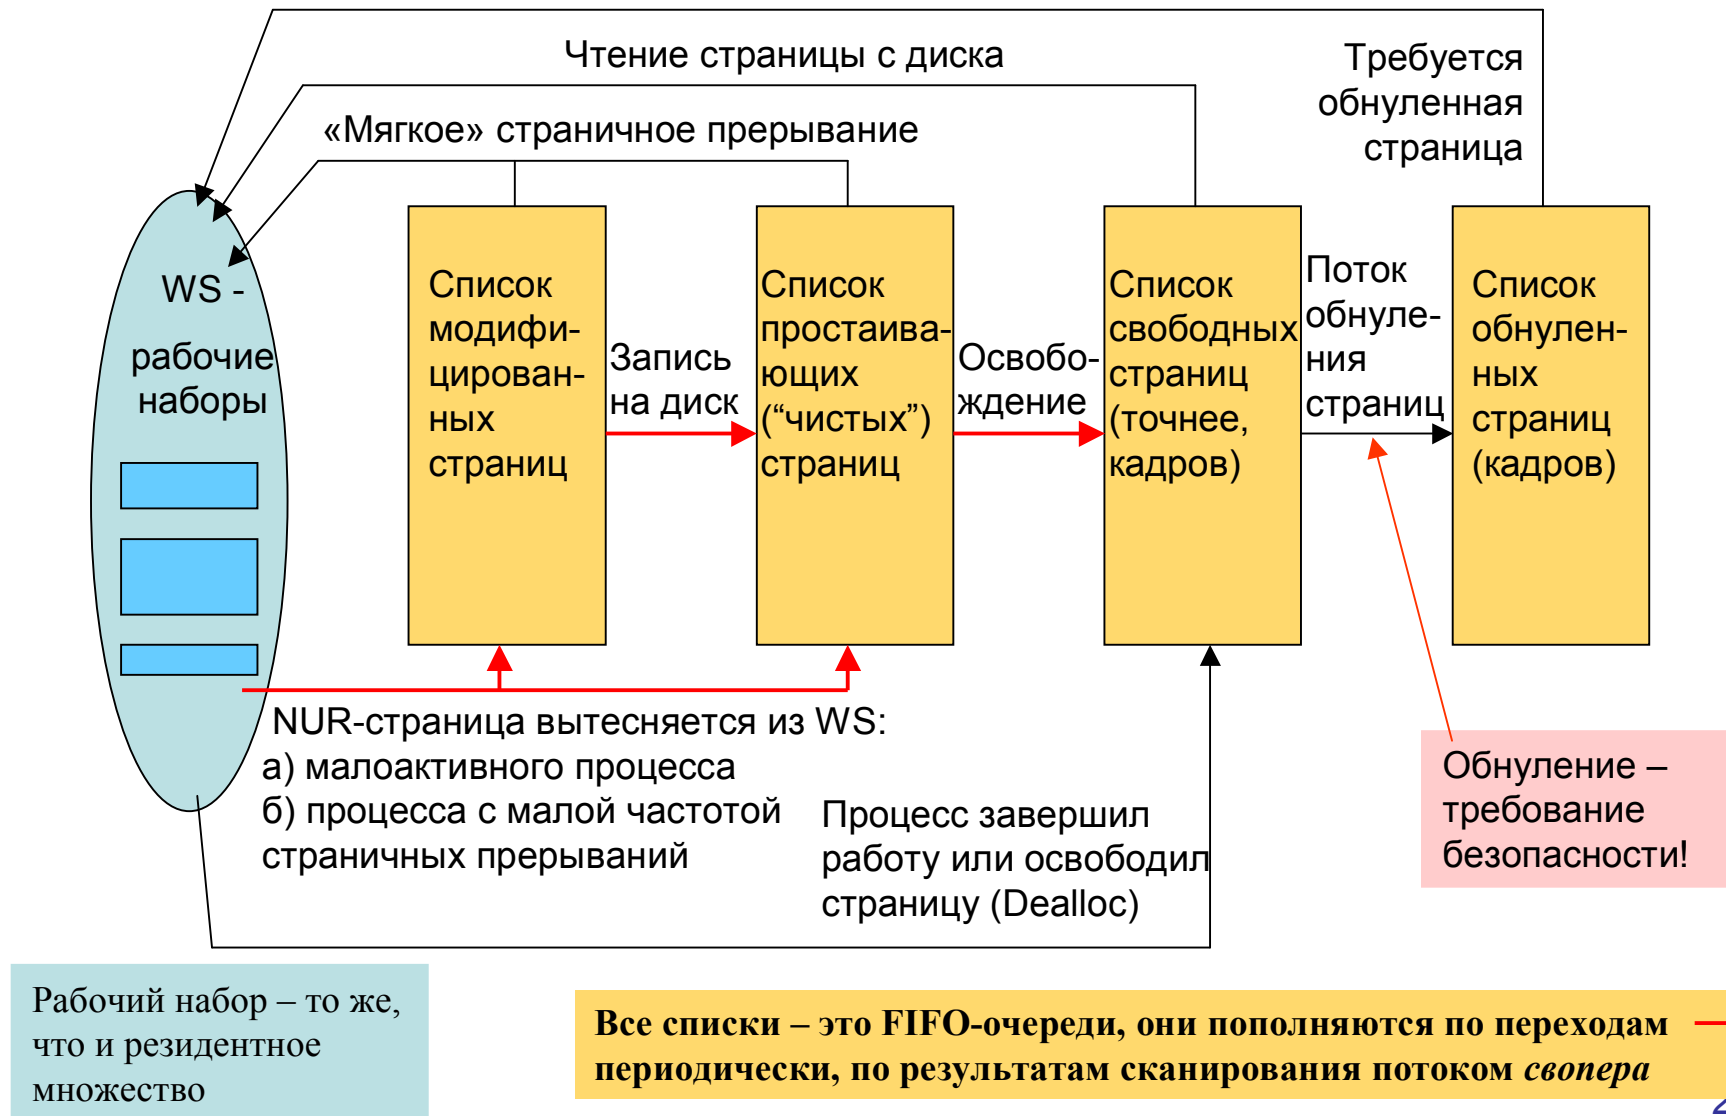 Чтение страницы с диска
Требуется
обнуленная
страница
«Мягкое» страничное прерывание
WS -
рабочие
наборы
Список
модифи-
цирован-
ных
страниц
Запись
на диск
Список
простаива-
ющих
(“чистых”)
страниц
Освобо-
ждение
Список
свободных
страниц
(точнее,
кадров)
Поток
обнуле-
ния
страниц
Список
обнулен-
ных
страниц
(кадров)
NUR-страница вытесняется из WS:
а) малоактивного процесса
б) процесса с малой частотой
страничных прерываний
Процесс завершил
работу или освободил
страницу (Dealloc)
Обнуление –
требование
безопасности!
Рабочий набор – то же,
что и резидентное
множество
Все списки – это FIFO-очереди, они пополняются по переходам
периодически, по результатам сканирования потоком свопера